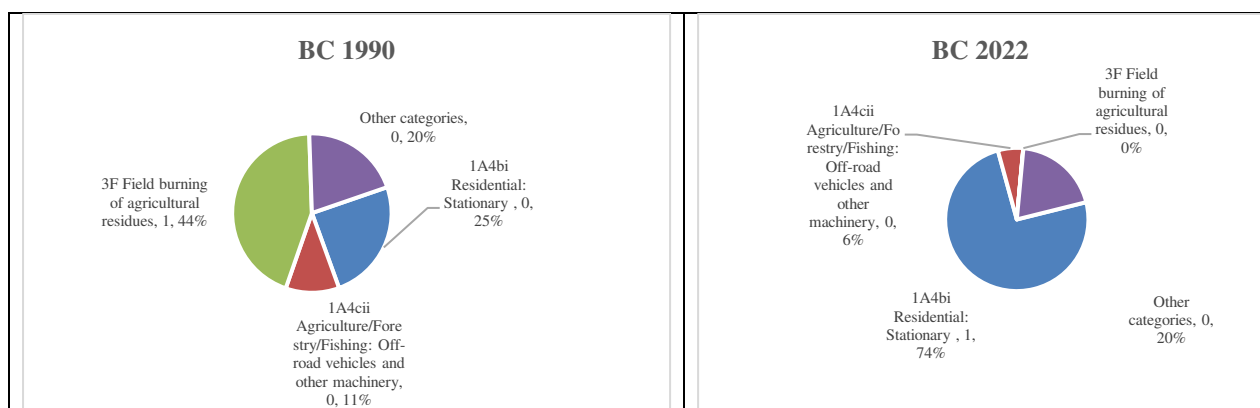 BC 1990
Other categories,
0, 20%
1A4bi
Residential:
Stationary , 0,
25%
3F Field burning
of agricultural
residues, 1, 44%
1A4cii
Agriculture/Fore
stry/Fishing: Off-
road vehicles and
other machinery,
0, 11%
BC 2022
3F Field
burning of
agricultural
residues, 0,
0%
1A4cii
Agriculture/Fo
restry/Fishing:
Off-road
vehicles and
other
machinery, 0,
6%
1A4bi
Residential:
Stationary , 1,
74%
Other
categories, 0,
20%